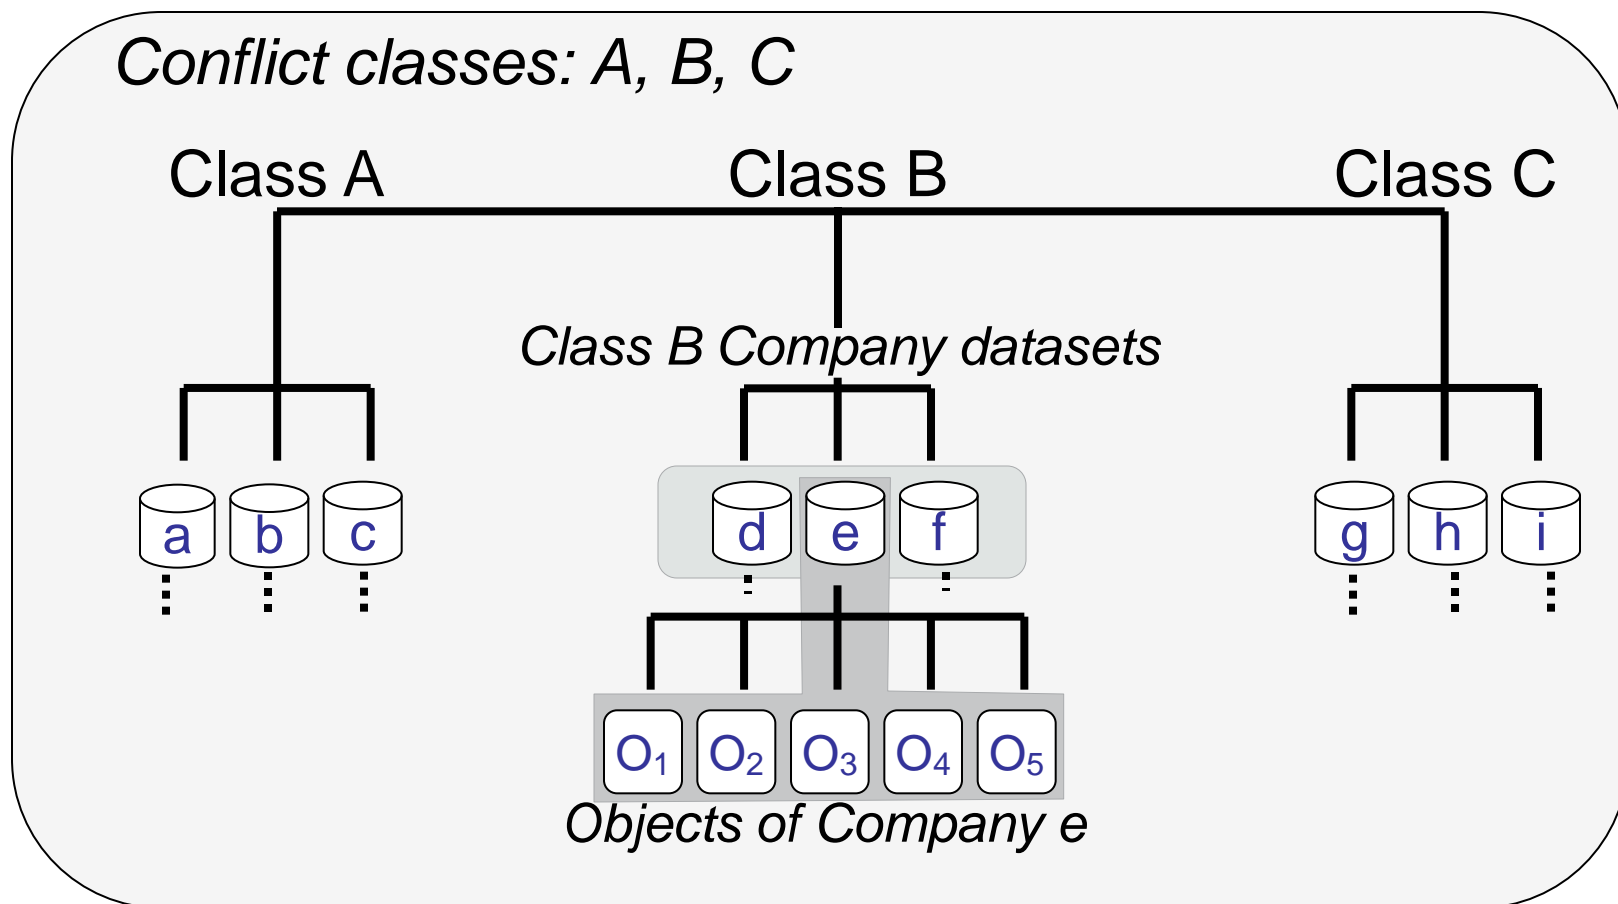 Conflict classes: A, B, C
Class A Class B Class C
Class B Company datasets
a b c d e f g h i
O1 O2 O3 O4 O5
Objects of Company e